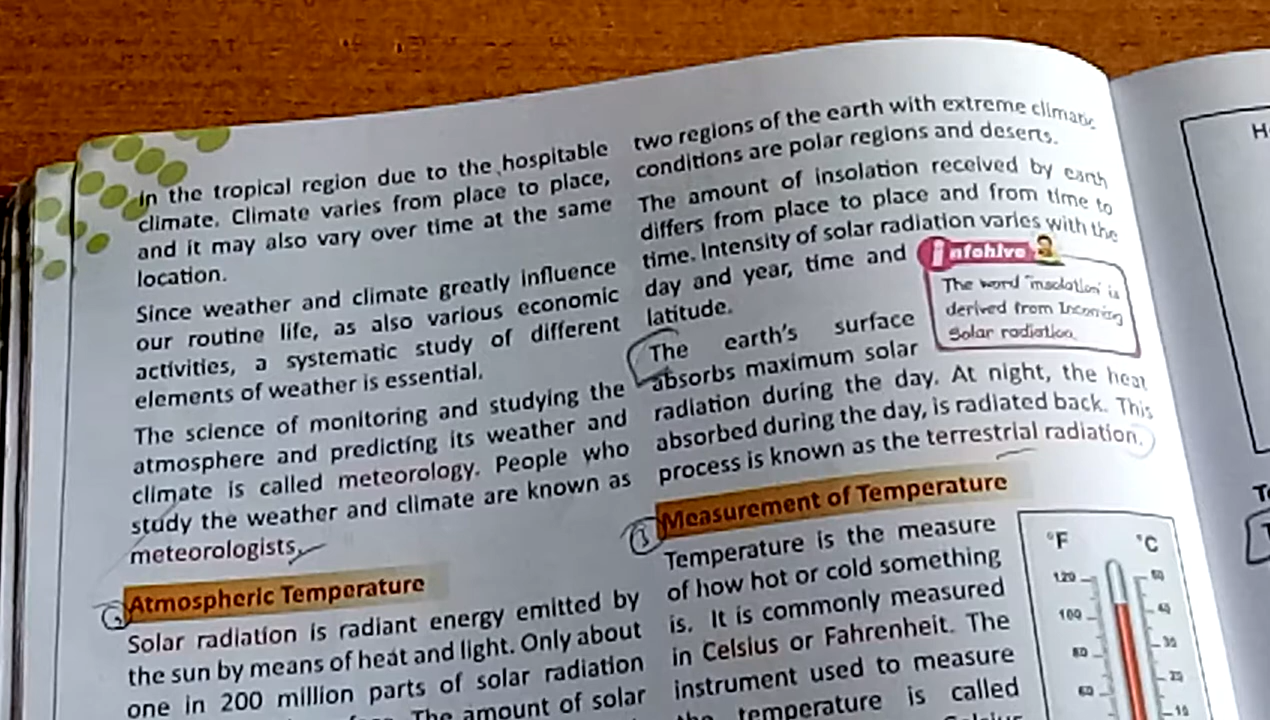 in the tropical region due to the hospitable
climate. Climate varies from place to place,
and it may also vary over time at the same
location.
Since weather and climate greatly influence
our routine life, as also various economic
activities, a systematic study of different
elements of weather is essential.
The science of monitoring and studying the
atmosphere and predicting its weather and
climate is called meteorology. People who
study the weather and climate are known as
meteorologists.
Atmospheric Temperature
Solar radiation is radiant energy emitted by
the sun by means of heat and light. Only about
one in 200 million parts of solar radiation
The amount of solar
two regions of the earth with extreme climatic
conditions are polar regions and deserts.
The amount of insolation received by earth
differs from place to place and from time to
time. Intensity of solar radiation varies with the
day and year, time and
latitude.
infohive
The word 'insolation' is
derived from Incoming
Solar radiation.
The earth's surface
absorbs maximum solar
radiation during the day. At night, the heat
absorbed during the day, is radiated back. This
process is known as the terrestrial radiation.
Measurement of Temperature
Temperature is the measure
of how hot or cold something
is. It is commonly measured
in Celsius or Fahrenheit. The
instrument used to measure
the temperature is called
°F °C
120 50
100 40
80 30
60 20
10
H